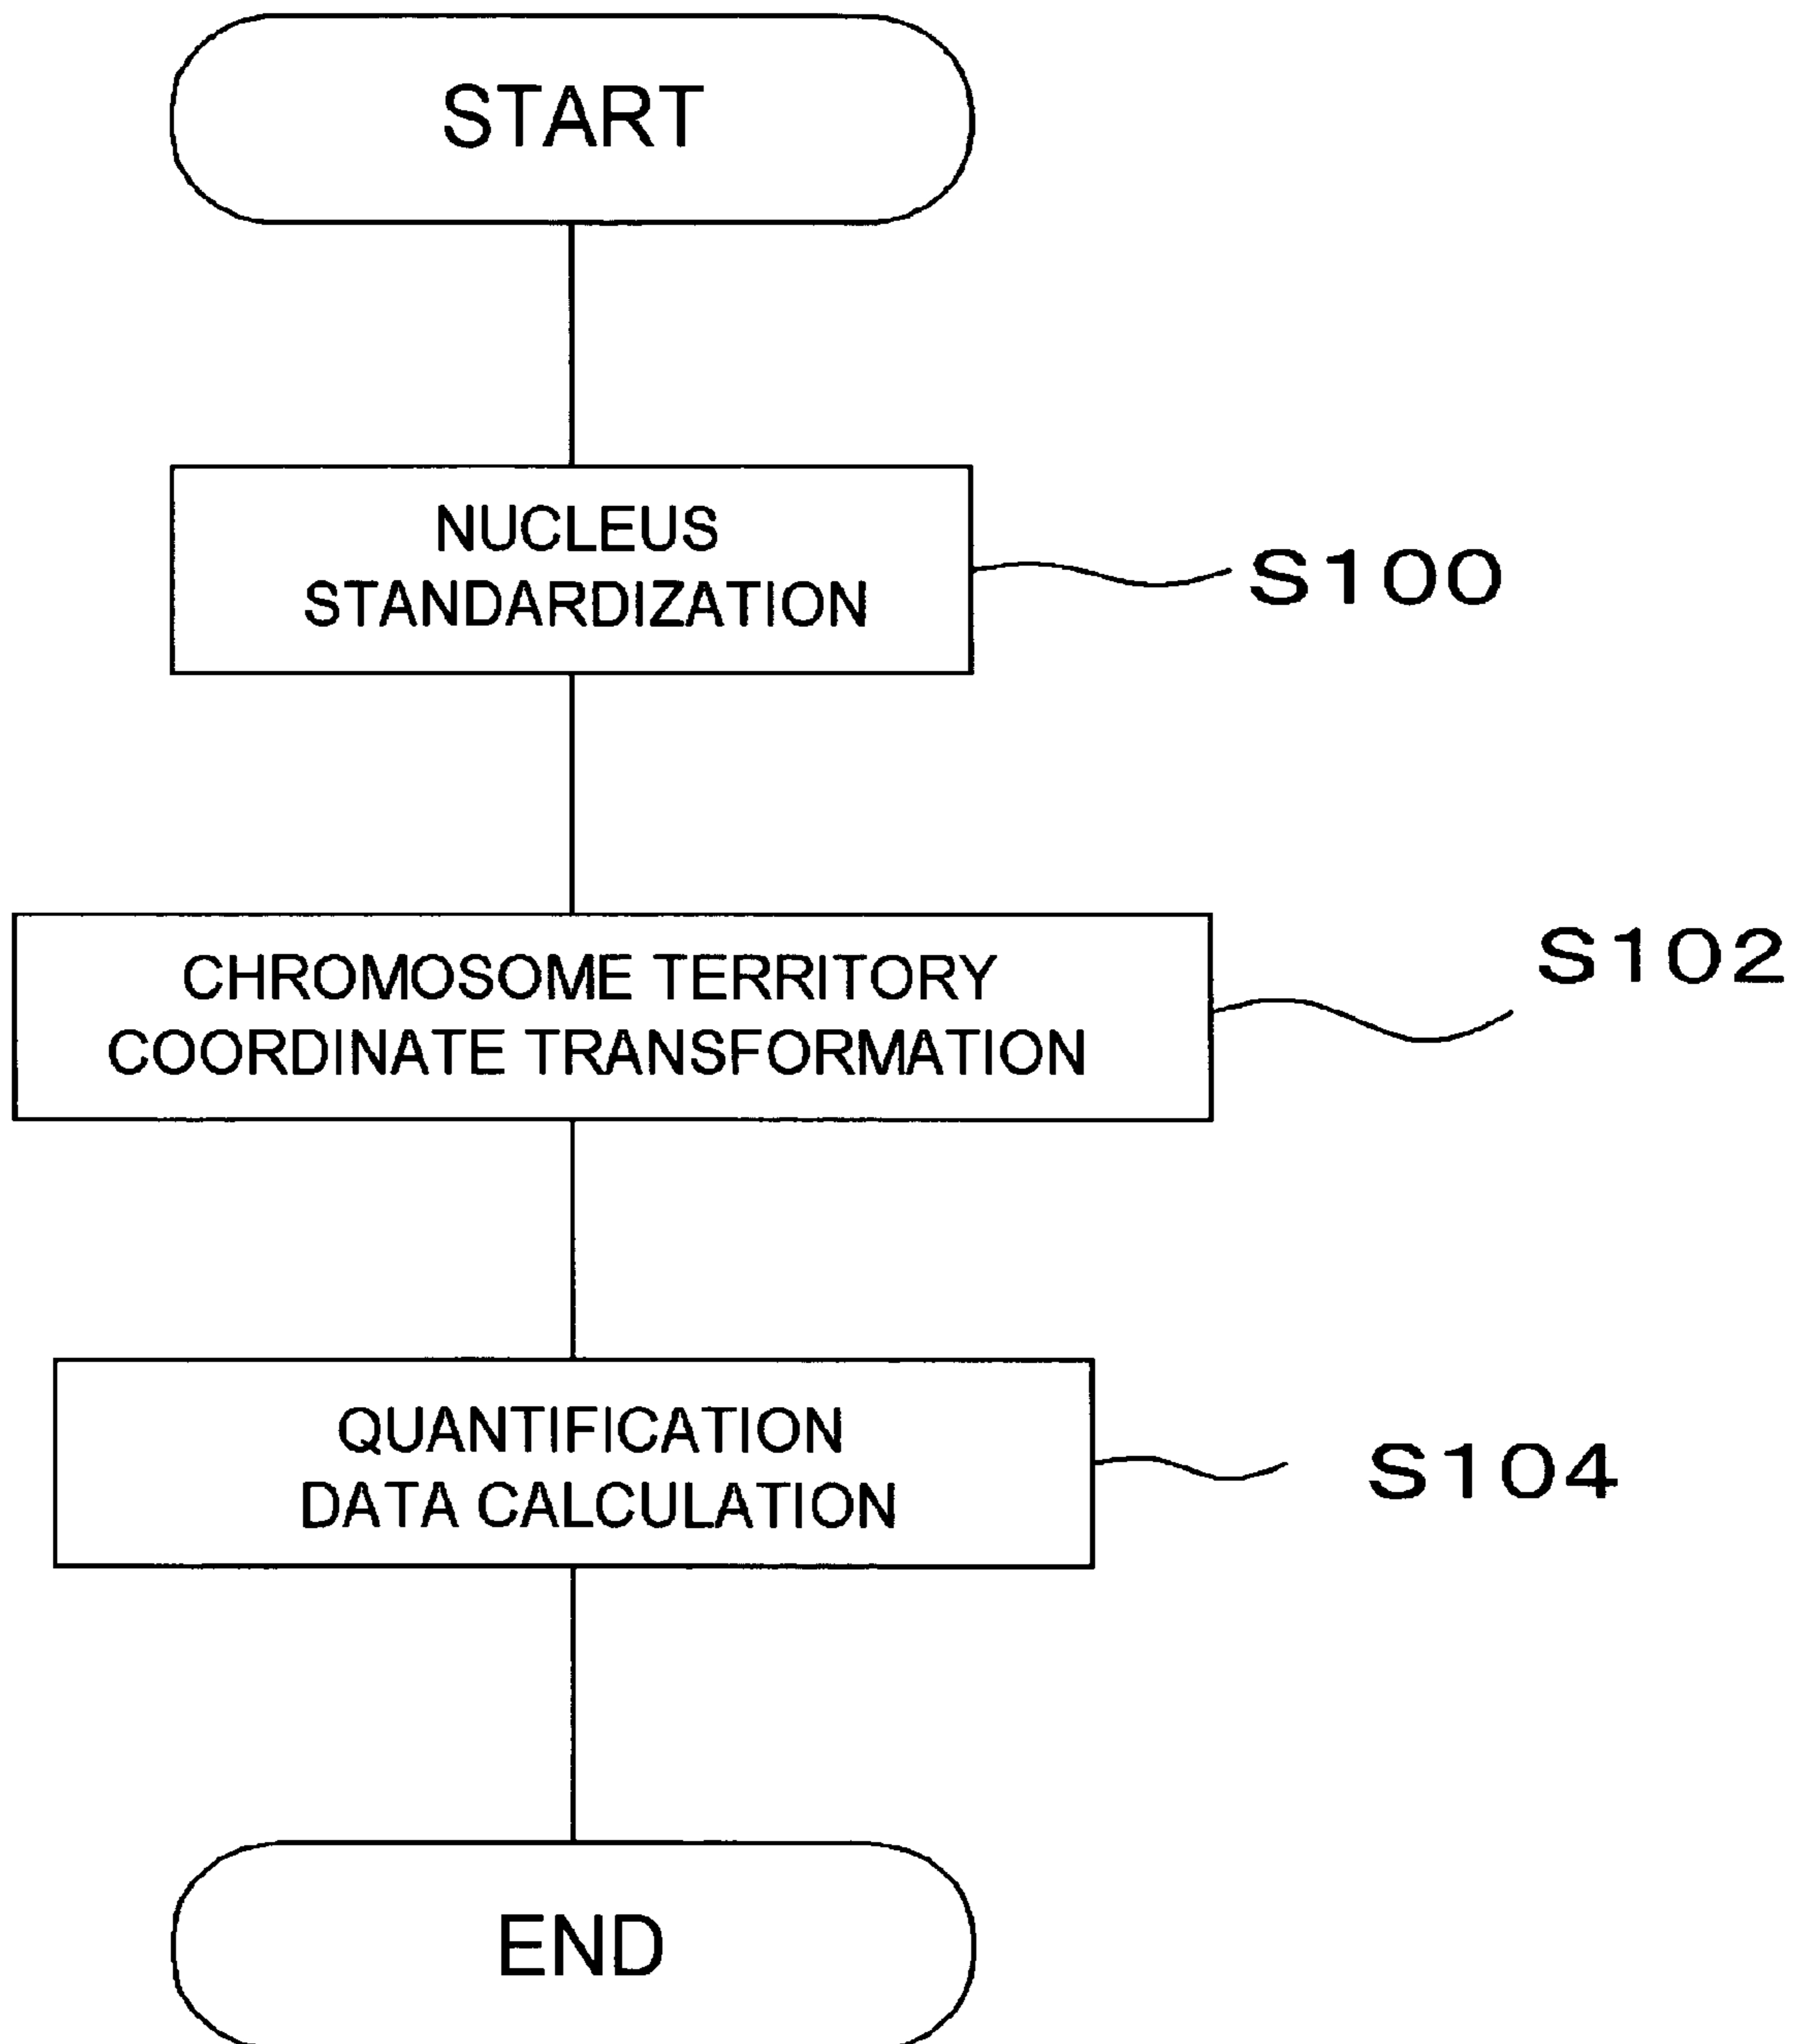 START
NUCLEUS
STANDARDIZATION
S100
CHROMOSOME TERRITORY
COORDINATE TRANSFORMATION
S102
QUANTIFICATION
DATA CALCULATION
S104
END